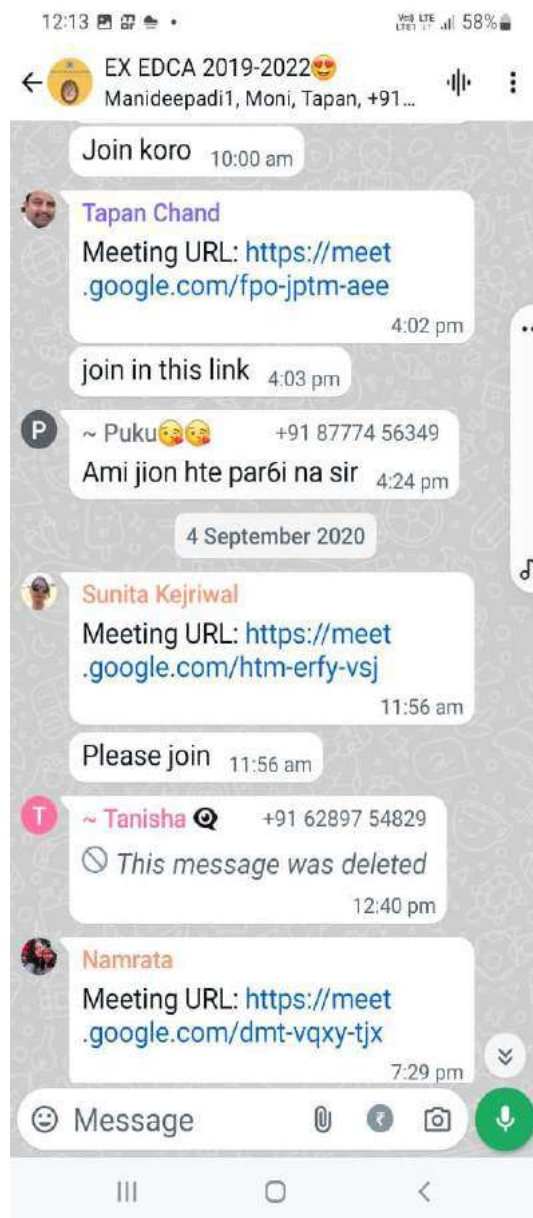 12:13
58%
EX EDCA 2019-2022😍
Manideepadi1, Moni, Tapan, +91...
Join koro 10:00 am
Tapan Chand
Meeting URL: https://meet
.google.com/fpo-jptm-aee
4:02 pm
join in this link 4:03 pm
P
~ Puku😘😘 +91 87774 56349
Ami jion hte par6i na sir 4:24 pm
4 September 2020
Sunita Kejriwal
Meeting URL: https://meet
.google.com/htm-erfy-vsj
11:56 am
Please join 11:56 am
T
~ Tanisha +91 62897 54829
This message was deleted
12:40 pm
Namrata
Meeting URL: https://meet
.google.com/dmt-vqxy-tjx
7:29 pm
Message ₹